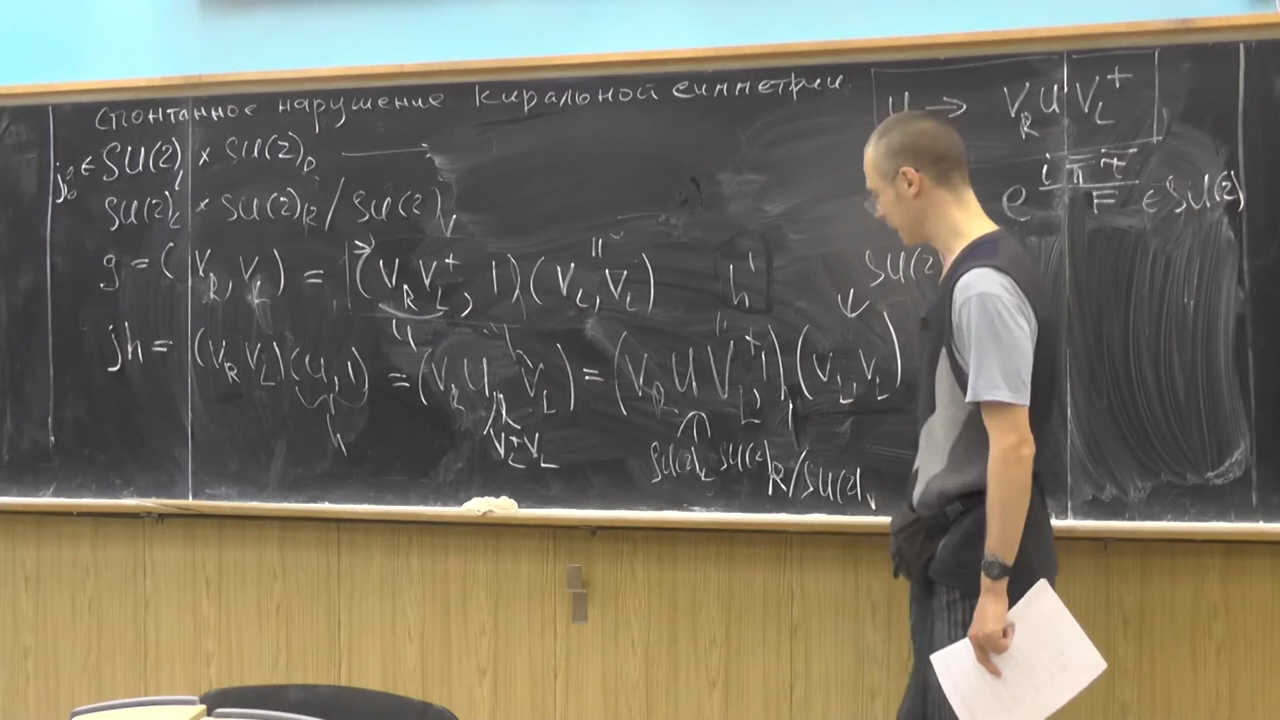 Спонтанное нарушение киральной симметрии.
U → V_R U V_L^+
SU(2)_L × SU(2)_R
e^{i π⃗ τ⃗ / F} ∈ SU(2)
SU(2)_L × SU(2)_R / SU(2)_V
g = (V_R, V_L) = (V_R V_L^+, 1)(V_L, V_L)
SU(2)
gh = (V_R V_L)(U, 1) = (V_R U, V_L) = (V_R U V_L^+, 1)(V_L, V_L)
V_L^+ V_L
SU(2)_L SU(2)_R / SU(2)_V